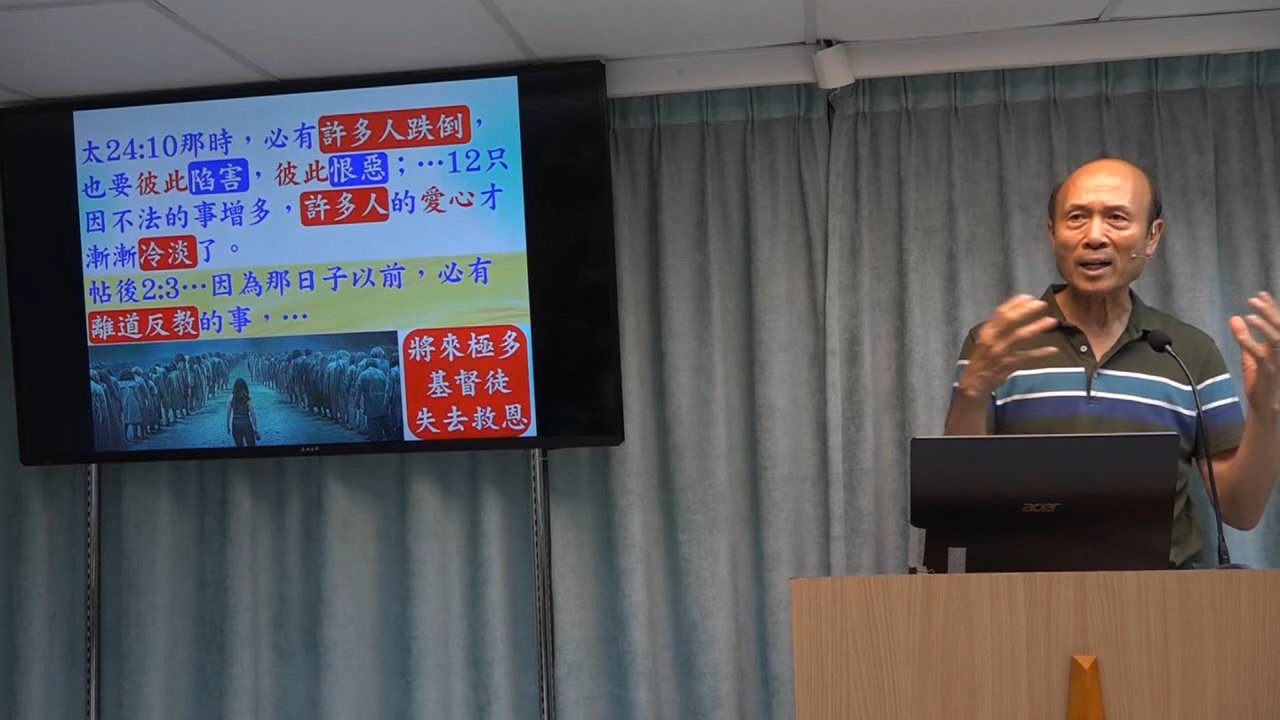 太24:10那時，必有許多人跌倒，
也要彼此陷害，彼此恨惡；…12只
因不法的事增多，許多人的愛心才
漸漸冷淡了。
帖後2:3…因為那日子以前，必有
離道反教的事，…
將來極多
基督徒
失去救恩
acer